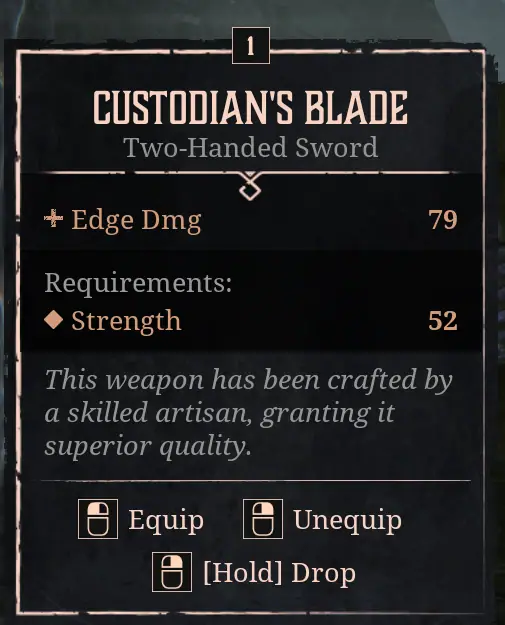 1
CUSTODIAN'S BLADE
Two-Handed Sword
Edge Dmg 79
Requirements:
Strength 52
This weapon has been crafted by
a skilled artisan, granting it
superior quality.
Equip Unequip
[Hold] Drop